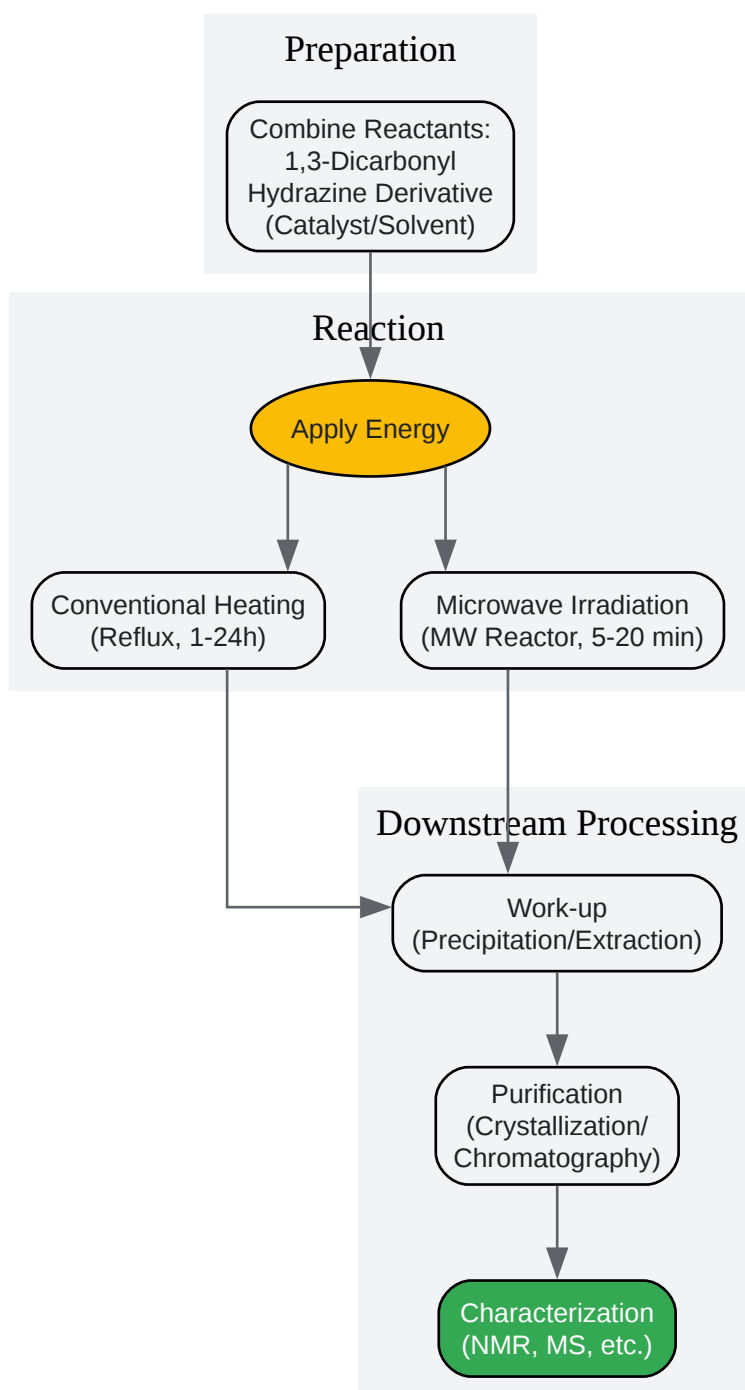 Preparation
Combine Reactants:
1,3-Dicarbonyl
Hydrazine Derivative
(Catalyst/Solvent)
Reaction
Apply Energy
Conventional Heating
(Reflux, 1-24h)
Microwave Irradiation
(MW Reactor, 5-20 min)
Downstream Processing
Work-up
(Precipitation/Extraction)
Purification
(Crystallization/
Chromatography)
Characterization
(NMR, MS, etc.)